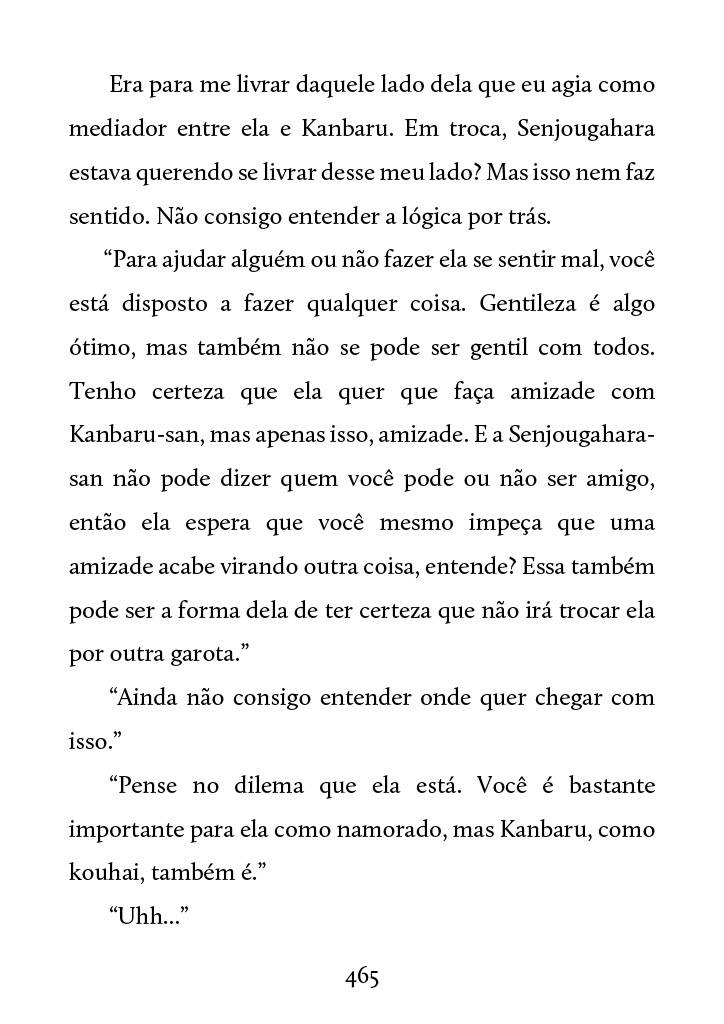 Era para me livrar daquele lado dela que eu agia como
mediador entre ela e Kanbaru. Em troca, Senjougahara
estava querendo se livrar desse meu lado? Mas isso nem faz
sentido. Não consigo entender a lógica por trás.
“Para ajudar alguém ou não fazer ela se sentir mal, você
está disposto a fazer qualquer coisa. Gentileza é algo
ótimo, mas também não se pode ser gentil com todos.
Tenho certeza que ela quer que faça amizade com
Kanbaru-san, mas apenas isso, amizade. E a Senjougahara-
san não pode dizer quem você pode ou não ser amigo,
então ela espera que você mesmo impeça que uma
amizade acabe virando outra coisa, entende? Essa também
pode ser a forma dela de ter certeza que não irá trocar ela
por outra garota.”
“Ainda não consigo entender onde quer chegar com
isso.”
“Pense no dilema que ela está. Você é bastante
importante para ela como namorado, mas Kanbaru, como
kouhai, também é.”
“Uhh...”
465